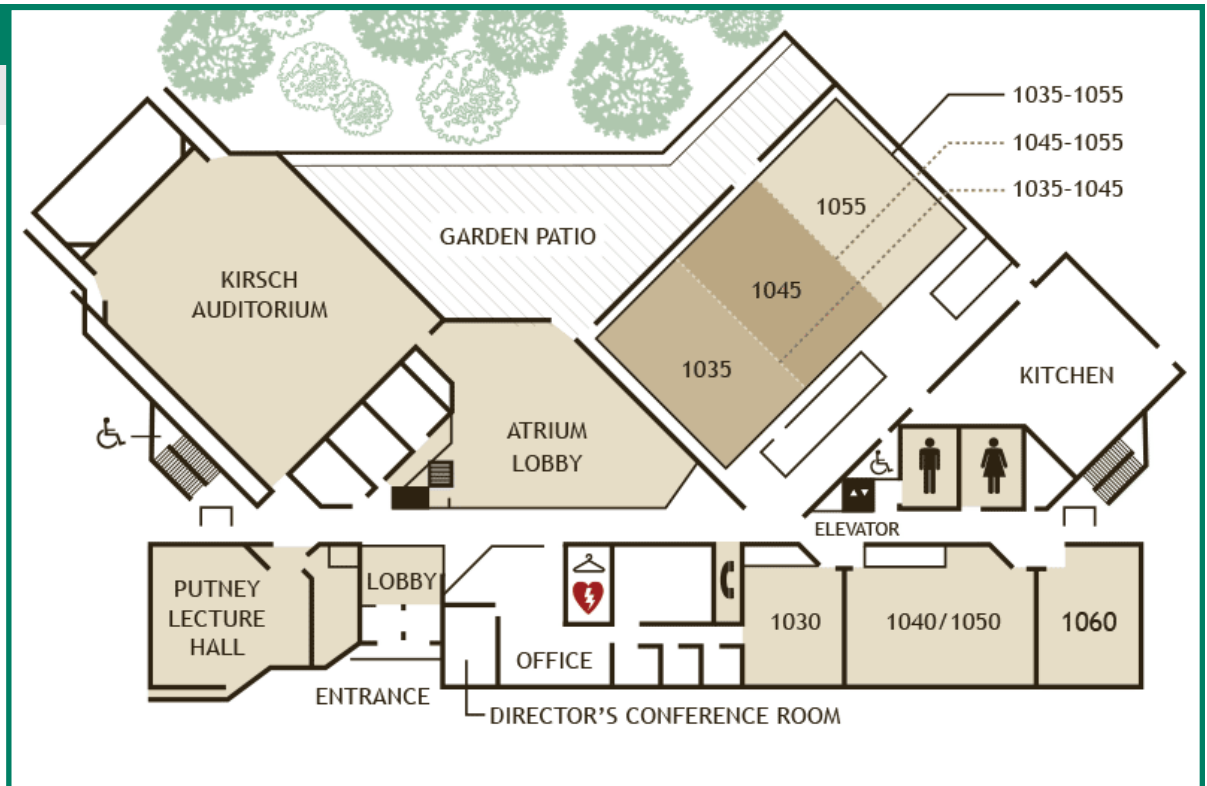 1035-1055
1045-1055
1035-1045
1055
GARDEN PATIO
KIRSCH
AUDITORIUM
1045
1035
KITCHEN
ATRIUM
LOBBY
ELEVATOR
PUTNEY
LECTURE
HALL
LOBBY
1030
1040/1050
1060
OFFICE
ENTRANCE
DIRECTOR'S CONFERENCE ROOM